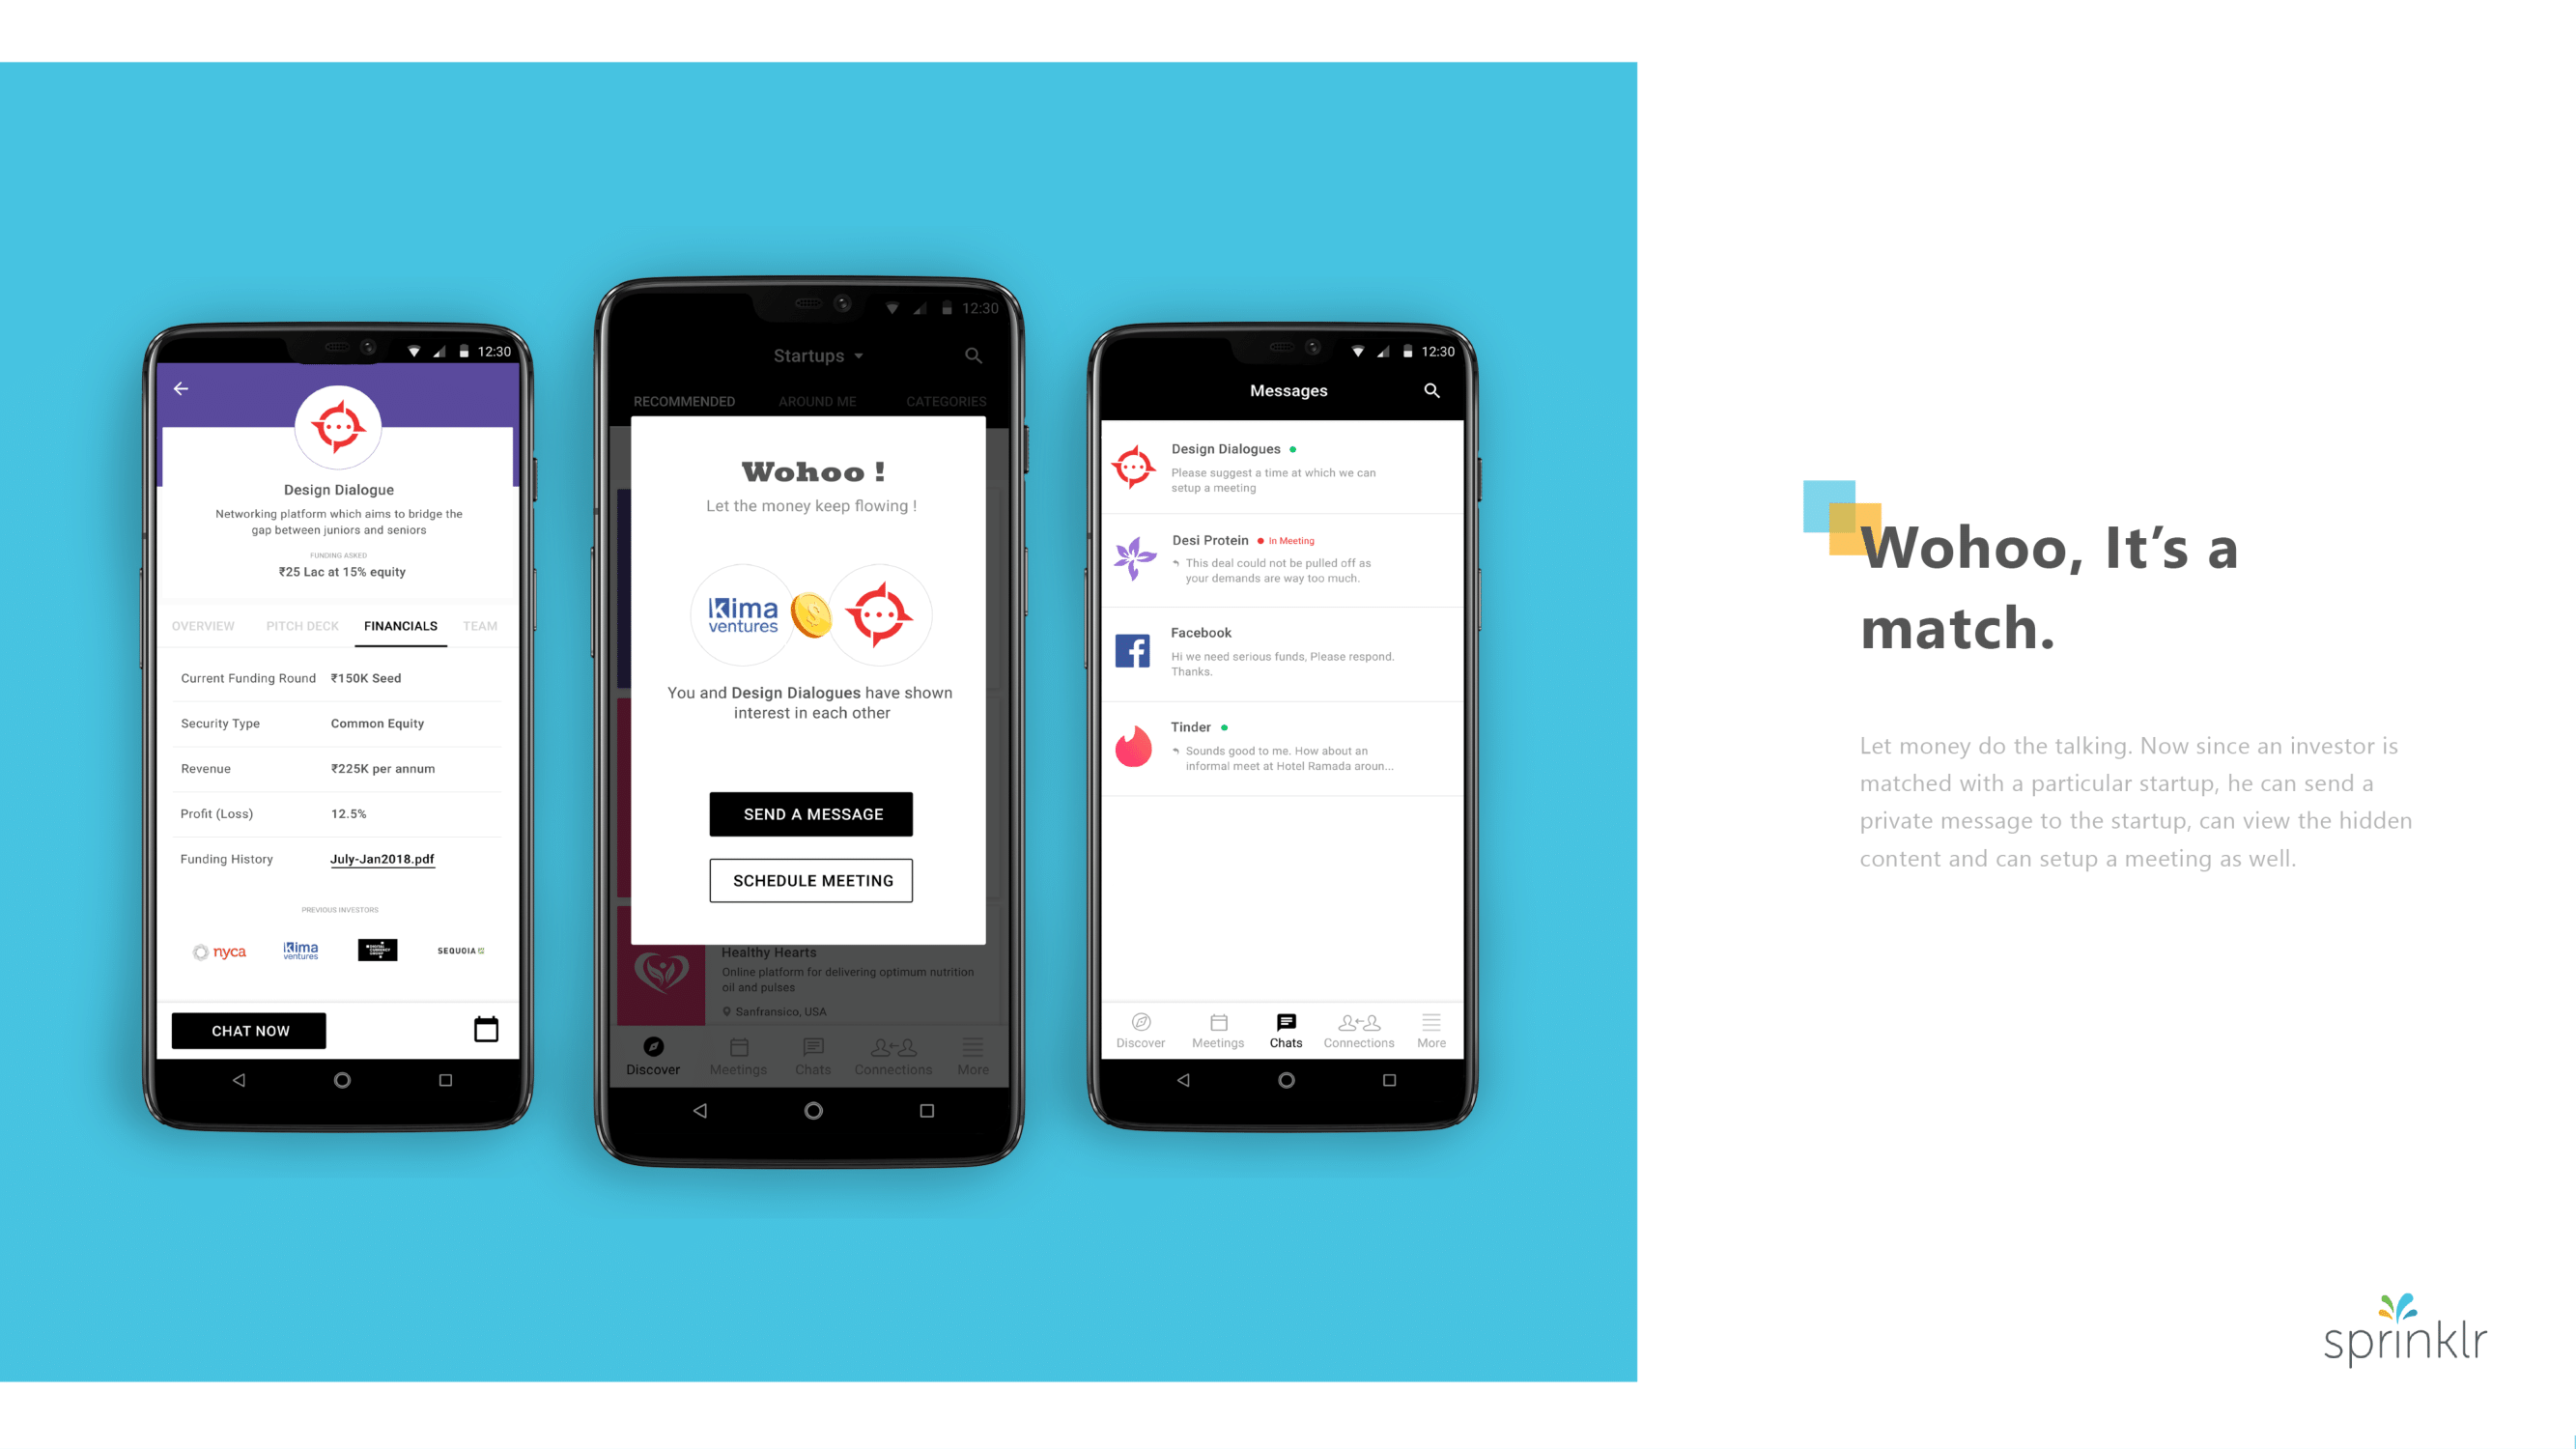 12:30
Design Dialogue
Networking platform which aims to bridge the
gap between juniors and seniors
FUNDING ASKED
₹25 Lac at 15% equity
OVERVIEW PITCH DECK FINANCIALS TEAM
Current Funding Round ₹150K Seed
Security Type Common Equity
Revenue ₹225K per annum
Profit (Loss) 12.5%
Funding History July-Jan2018.pdf
PREVIOUS INVESTORS
nyca kima ventures SEQUOIA
CHAT NOW
12:30
Startups
RECOMMENDED AROUND ME CATEGORIES
Wohoo !
Let the money keep flowing !
kima
ventures
You and Design Dialogues have shown
interest in each other
SEND A MESSAGE
SCHEDULE MEETING
Healthy Hearts
Online platform for delivering optimum nutrition
oil and pulses
Sanfransico, USA
Discover Meetings Chats Connections More
12:30
Messages
Design Dialogues
Please suggest a time at which we can
setup a meeting
Desi Protein In Meeting
This deal could not be pulled off as
your demands are way too much.
Facebook
Hi we need serious funds, Please respond.
Thanks.
Tinder
Sounds good to me. How about an
informal meet at Hotel Ramada aroun...
Discover Meetings Chats Connections More
Wohoo, It’s a
match.
Let money do the talking. Now since an investor is
matched with a particular startup, he can send a
private message to the startup, can view the hidden
content and can setup a meeting as well.
sprinklr